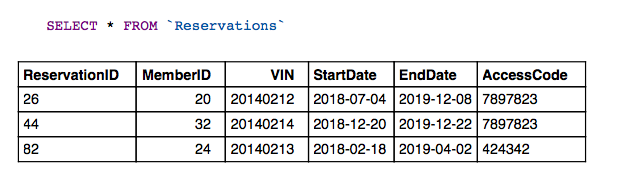 SELECT * FROM `Reservations`
ReservationID MemberID VIN StartDate EndDate AccessCode
26 20 20140212 2018-07-04 2019-12-08 7897823
44 32 20140214 2018-12-20 2019-12-22 7897823
82 24 20140213 2018-02-18 2019-04-02 424342